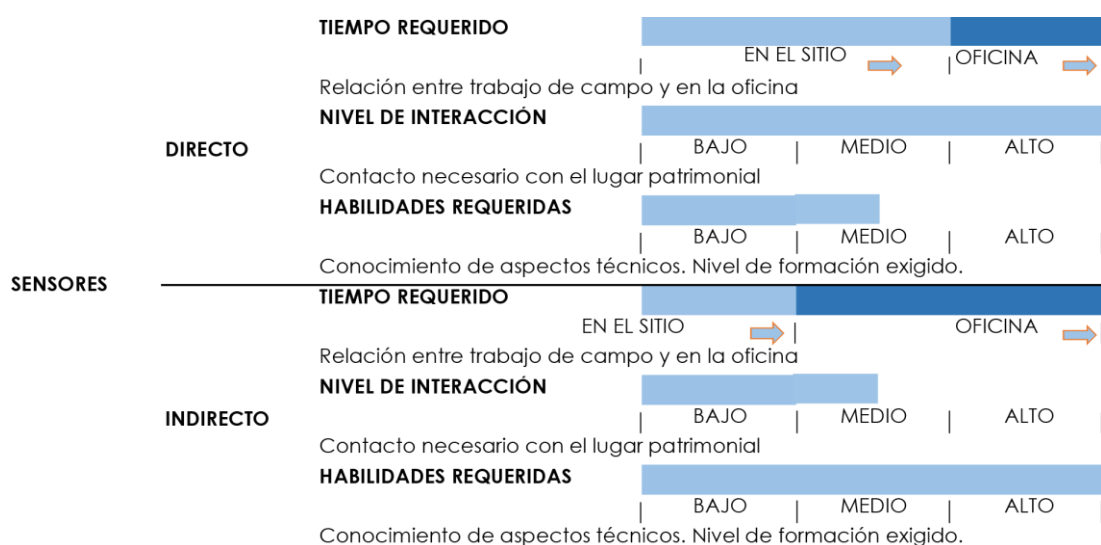 TIEMPO REQUERIDO
EN EL SITIO
OFICINA
Relación entre trabajo de campo y en la oficina
NIVEL DE INTERACCIÓN
DIRECTO
BAJO
MEDIO
ALTO
Contacto necesario con el lugar patrimonial
HABILIDADES REQUERIDAS
BAJO
MEDIO
ALTO
Conocimiento de aspectos técnicos. Nivel de formación exigido.
SENSORES
TIEMPO REQUERIDO
EN EL SITIO
OFICINA
Relación entre trabajo de campo y en la oficina
NIVEL DE INTERACCIÓN
INDIRECTO
BAJO
MEDIO
ALTO
Contacto necesario con el lugar patrimonial
HABILIDADES REQUERIDAS
BAJO
MEDIO
ALTO
Conocimiento de aspectos técnicos. Nivel de formación exigido.